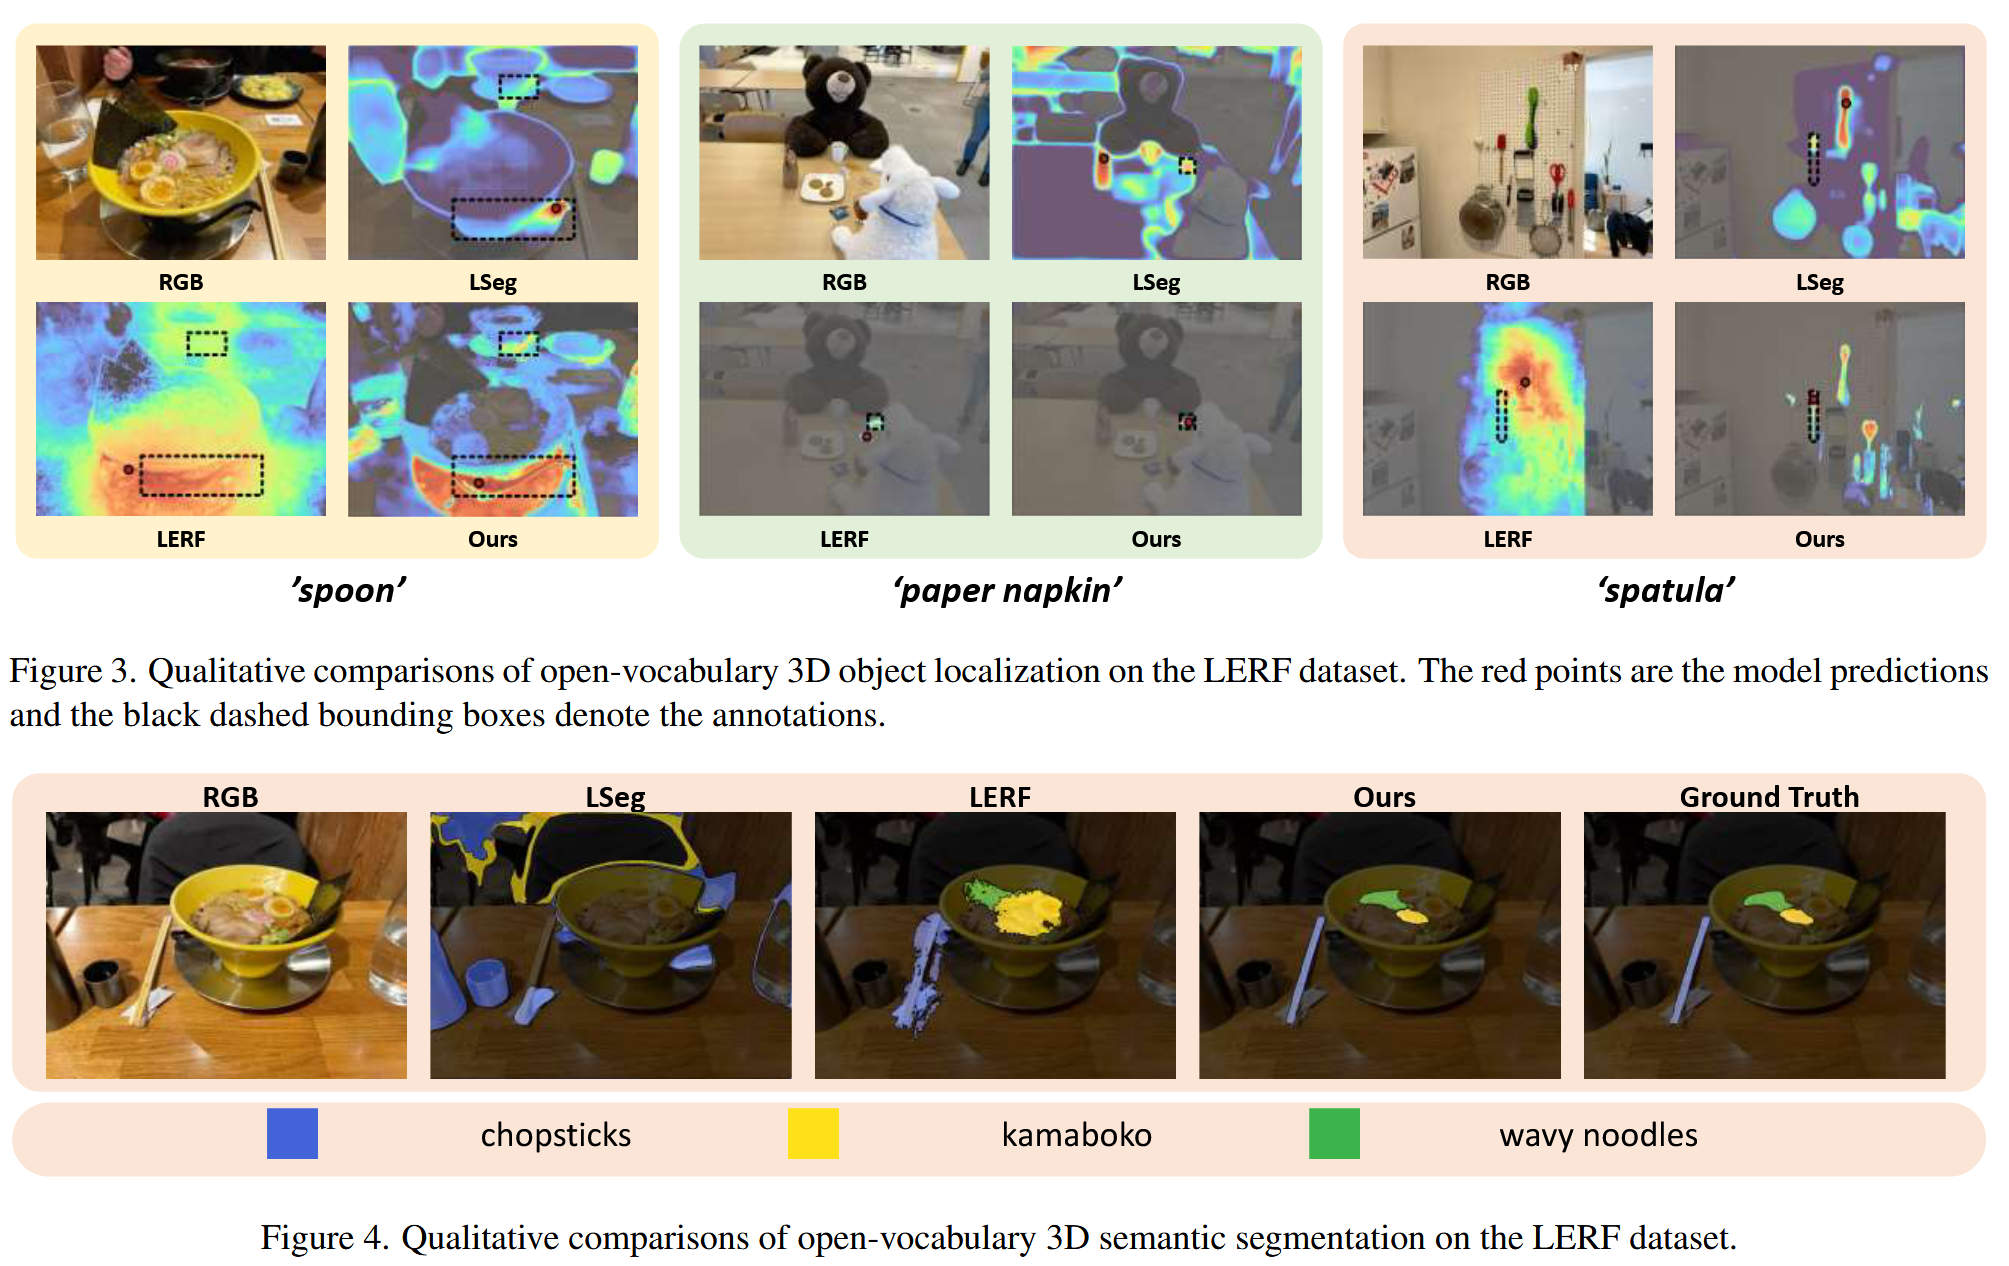 RGB
LSeg
LERF
Ours
’spoon’
RGB
LSeg
LERF
Ours
‘paper napkin’
RGB
LSeg
LERF
Ours
‘spatula’
Figure 3. Qualitative comparisons of open-vocabulary 3D object localization on the LERF dataset. The red points are the model predictions
and the black dashed bounding boxes denote the annotations.
RGB
LSeg
LERF
Ours
Ground Truth
chopsticks
kamaboko
wavy noodles
Figure 4. Qualitative comparisons of open-vocabulary 3D semantic segmentation on the LERF dataset.